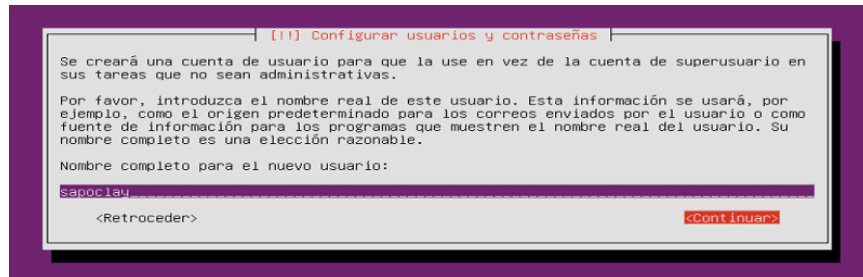 [!!] Configurar usuarios y contraseñas
Se creará una cuenta de usuario para que la use en vez de la cuenta de superusuario en
sus tareas que no sean administrativas.
Por favor, introduzca el nombre real de este usuario. Esta información se usará, por
ejemplo, como el origen predeterminado para los correos enviados por el usuario o como
fuente de información para los programas que muestren el nombre real del usuario. Su
nombre completo es una elección razonable.
Nombre completo para el nuevo usuario:
sapoclay
<Retroceder> <Continuar>